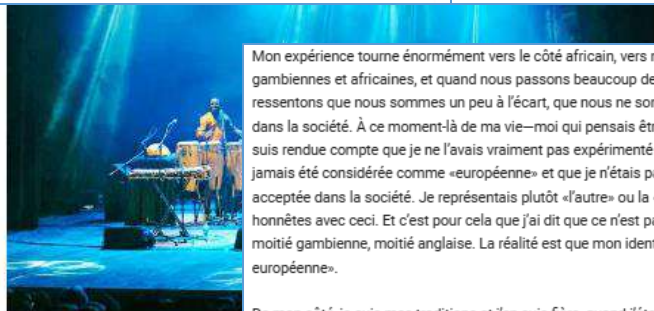 Mon expérience tourne énormément vers le côté africain, vers
gambiennes et africaines, et quand nous passons beaucoup de
ressentons que nous sommes un peu à l'écart, que nous ne
dans la société. À ce moment-là de ma vie—moi qui pensais
suis rendue compte que je ne l'avais vraiment pas expérimenté
jamais été considérée comme «européenne» et que je n'étais
acceptée dans la société. Je représentais plutôt «l'autre» ou la
honnêtes avec ceci. Et c'est pour cela que j'ai dit que ce n'est
moitié gambienne, moitié anglaise. La réalité est que mon
européenne».